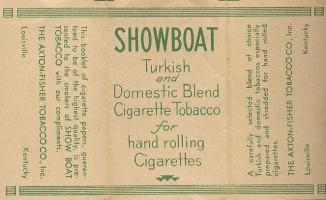 This booklet of cigarette papers, guaran-
teed to be of the highest quality, is pre-
sented to the smokers of SHOW BOAT
TOBACCO, with our compliments.
THE AXTON-FISHER TOBACCO CO., Inc.
Louisville Kentucky
SHOWBOAT
Turkish
and
Domestic Blend
Cigarette Tobacco
for
hand rolling
Cigarettes
A carefully selected blend of choice
Turkish and domestic tobaccos especially
prepared and shredded for hand rolled
cigarettes.
THE AXTON-FISHER TOBACCO CO., Inc.
Louisville Kentucky